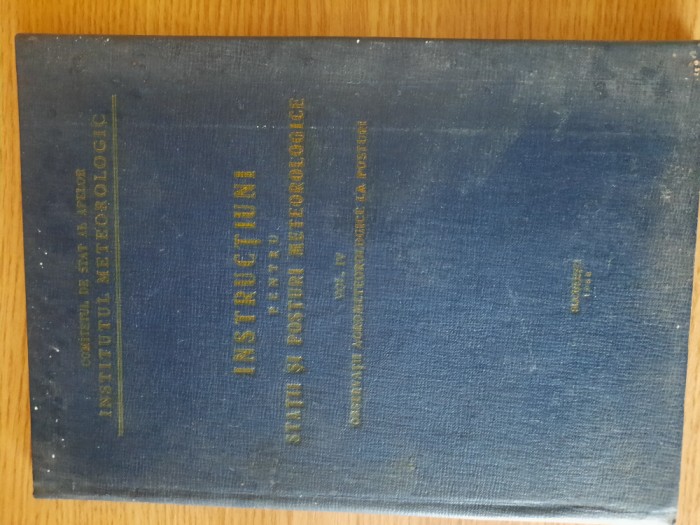 COMITETUL DE STAT AL APELOR
INSTITUTUL METEOROLOGIC
INSTRUCȚIUNI
PENTRU
STAȚII ȘI POSTURI METEOROLOGICE
VOL. IV
OBSERVAȚII AGROMETEOROLOGICE LA POSTURI
BUCUREȘTI